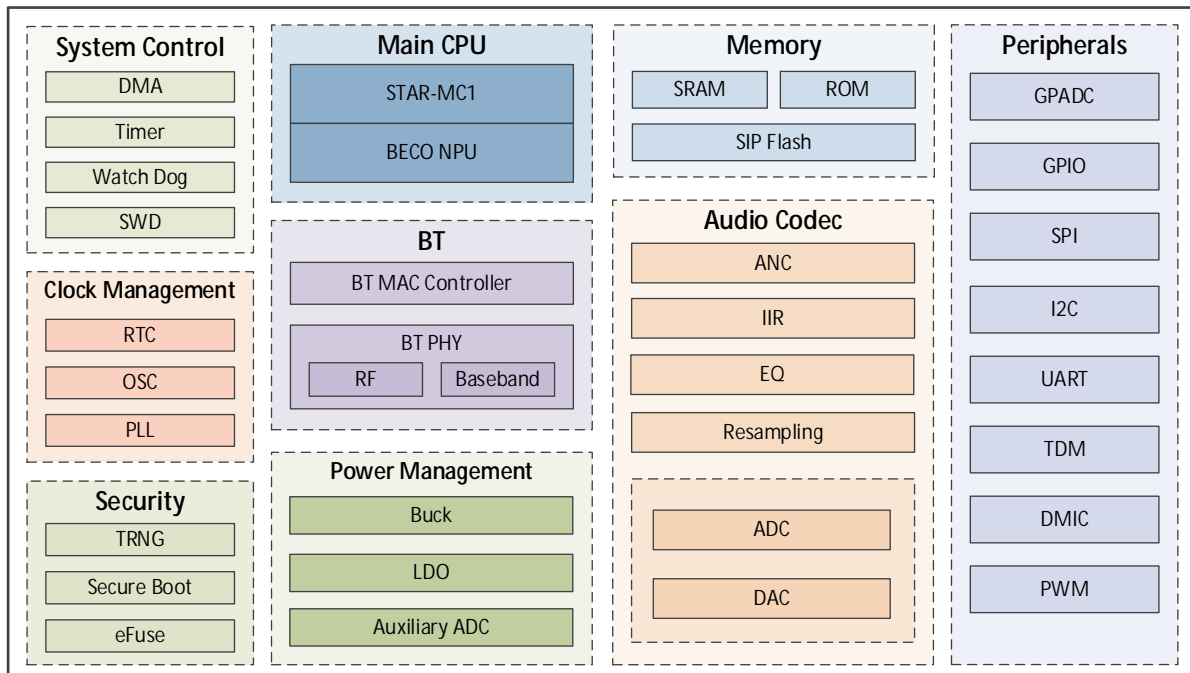 System Control
DMA
Timer
Watch Dog
SWD
Clock Management
RTC
OSC
PLL
Security
TRNG
Secure Boot
eFuse
Main CPU
STAR-MC1
BECO NPU
BT
BT MAC Controller
BT PHY
RF
Baseband
Power Management
Buck
LDO
Auxiliary ADC
Memory
SRAM
ROM
SIP Flash
Audio Codec
ANC
IIR
EQ
Resampling
ADC
DAC
Peripherals
GPADC
GPIO
SPI
I2C
UART
TDM
DMIC
PWM